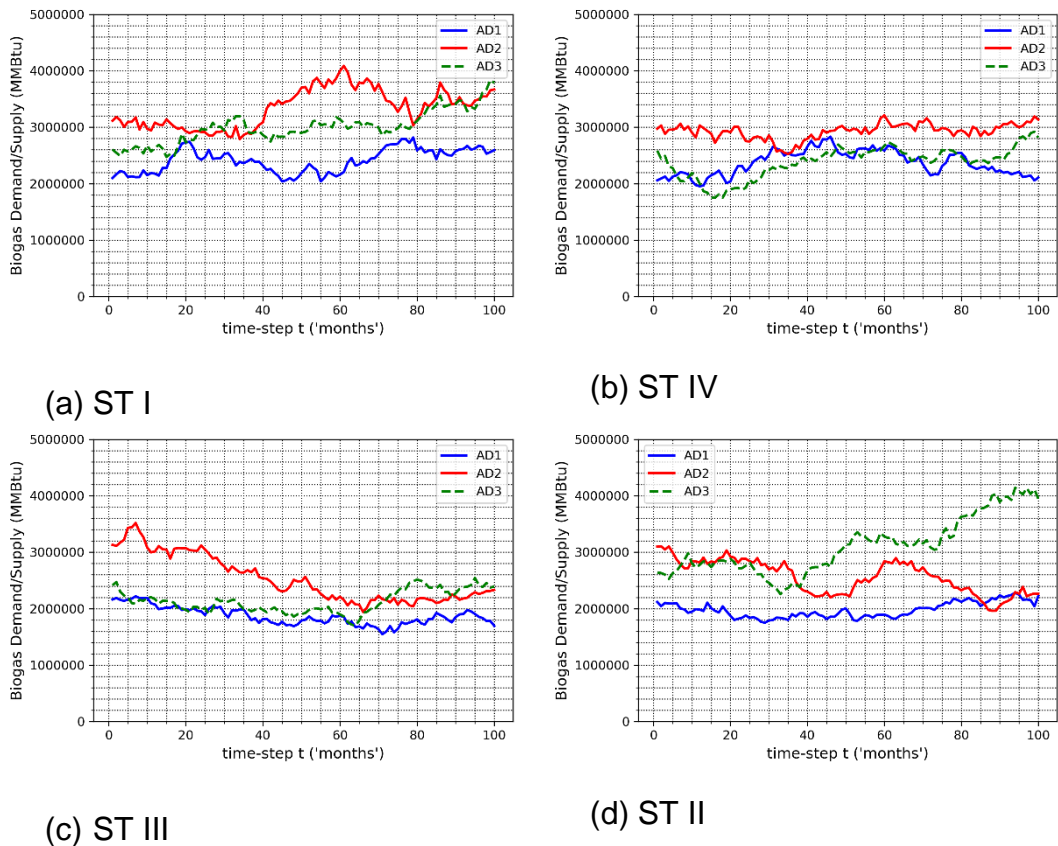 5000000
4000000
3000000
2000000
1000000
0
Biogas Demand/Supply (MMBtu)
AD1
AD2
AD3
0 20 40 60 80 100
time-step t ('months')
(a) ST I
5000000
4000000
3000000
2000000
1000000
0
Biogas Demand/Supply (MMBtu)
AD1
AD2
AD3
0 20 40 60 80 100
time-step t ('months')
(b) ST IV
5000000
4000000
3000000
2000000
1000000
0
Biogas Demand/Supply (MMBtu)
AD1
AD2
AD3
0 20 40 60 80 100
time-step t ('months')
(c) ST III
5000000
4000000
3000000
2000000
1000000
0
Biogas Demand/Supply (MMBtu)
AD1
AD2
AD3
0 20 40 60 80 100
time-step t ('months')
(d) ST II